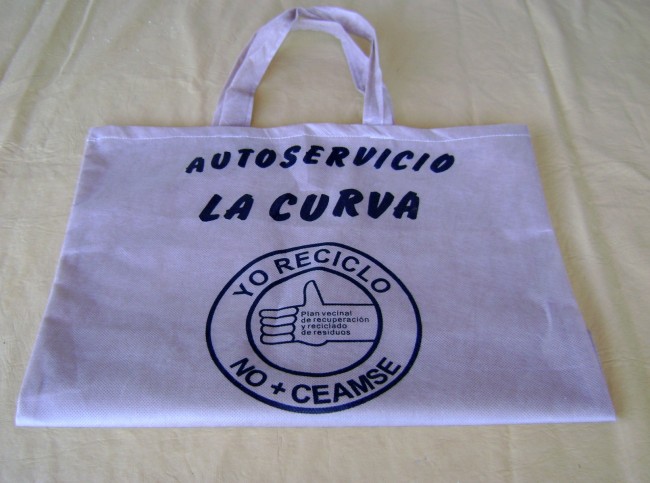 AUTOSERVICIO
LA CURVA
YO RECICLO
Plan vecinal
de recuperación
y reciclado
de residuos
NO + CEAMSE